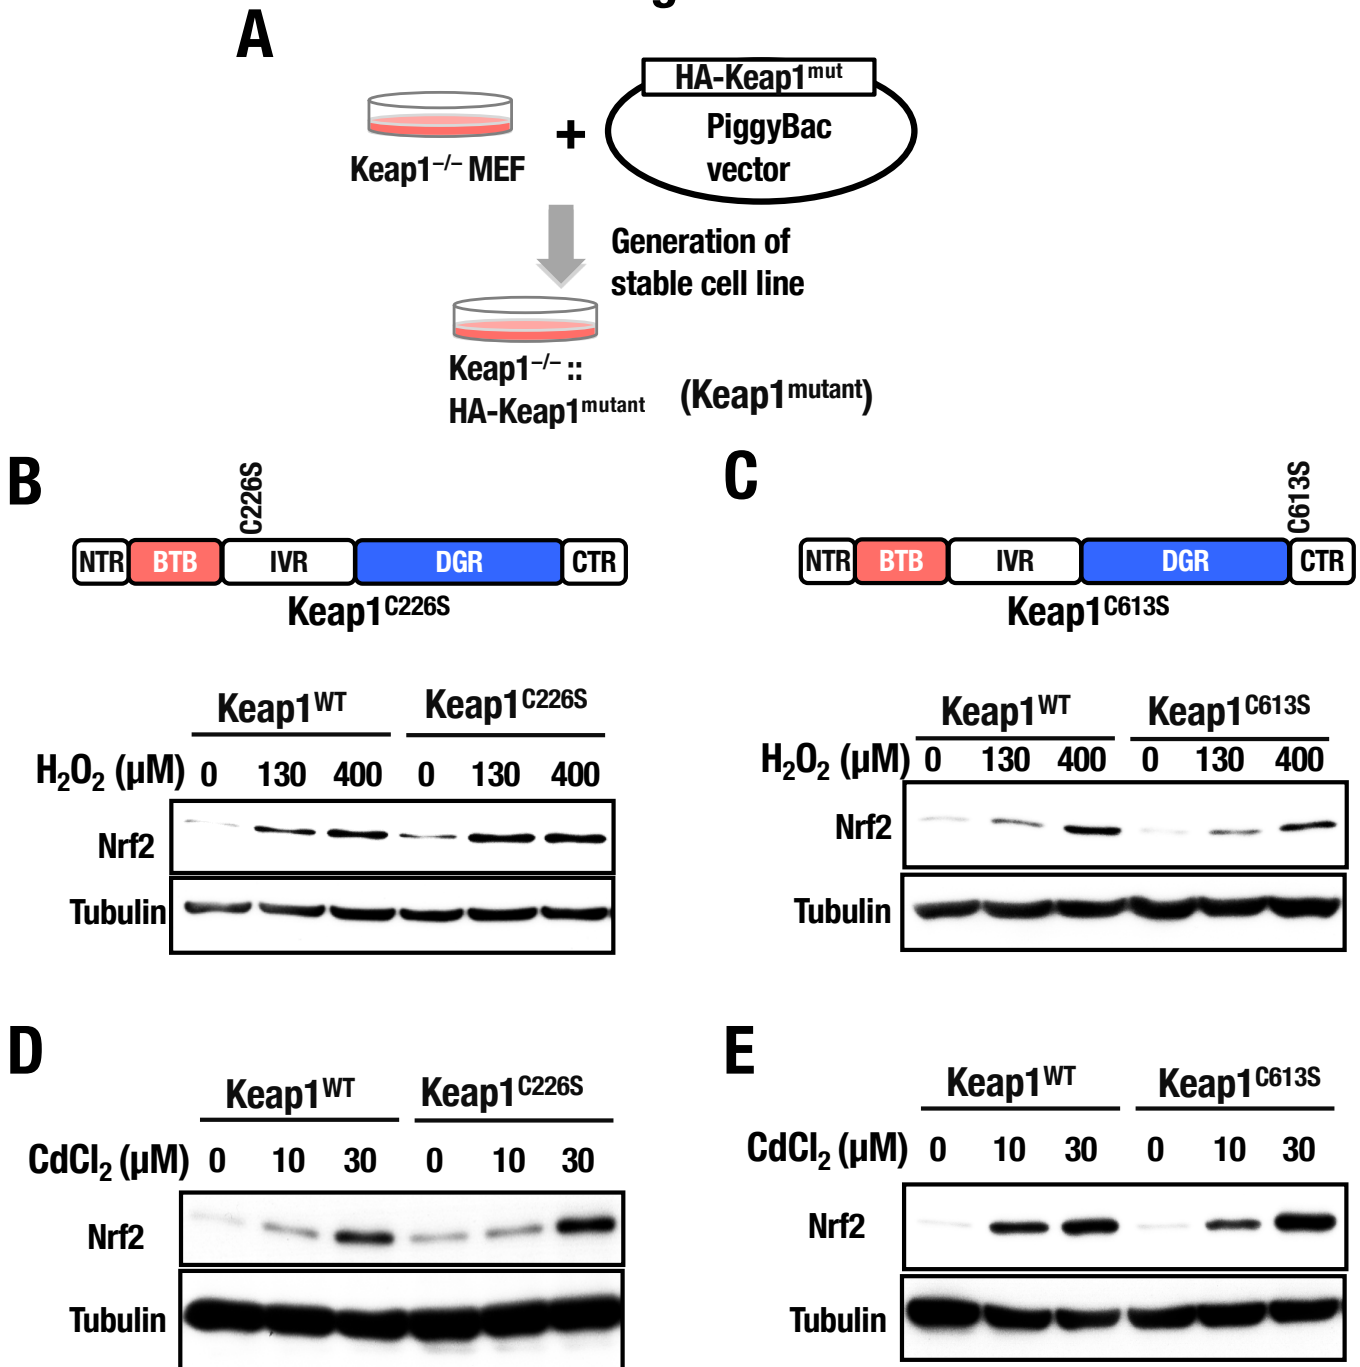 A
HA-Keap1mut
PiggyBac
vector
+
Keap1–/– MEF
Generation of
stable cell line
Keap1–/– ::
HA-Keap1mutant
(Keap1mutant)
B
C226S
NTR BTB IVR DGR CTR
Keap1C226S
Keap1WT Keap1C226S
H2O2 (µM) 0 130 400 0 130 400
Nrf2
Tubulin
C
C613S
NTR BTB IVR DGR CTR
Keap1C613S
Keap1WT Keap1C613S
H2O2 (µM) 0 130 400 0 130 400
Nrf2
Tubulin
D
Keap1WT Keap1C226S
CdCl2 (µM) 0 10 30 0 10 30
Nrf2
Tubulin
E
Keap1WT Keap1C613S
CdCl2 (µM) 0 10 30 0 10 30
Nrf2
Tubulin